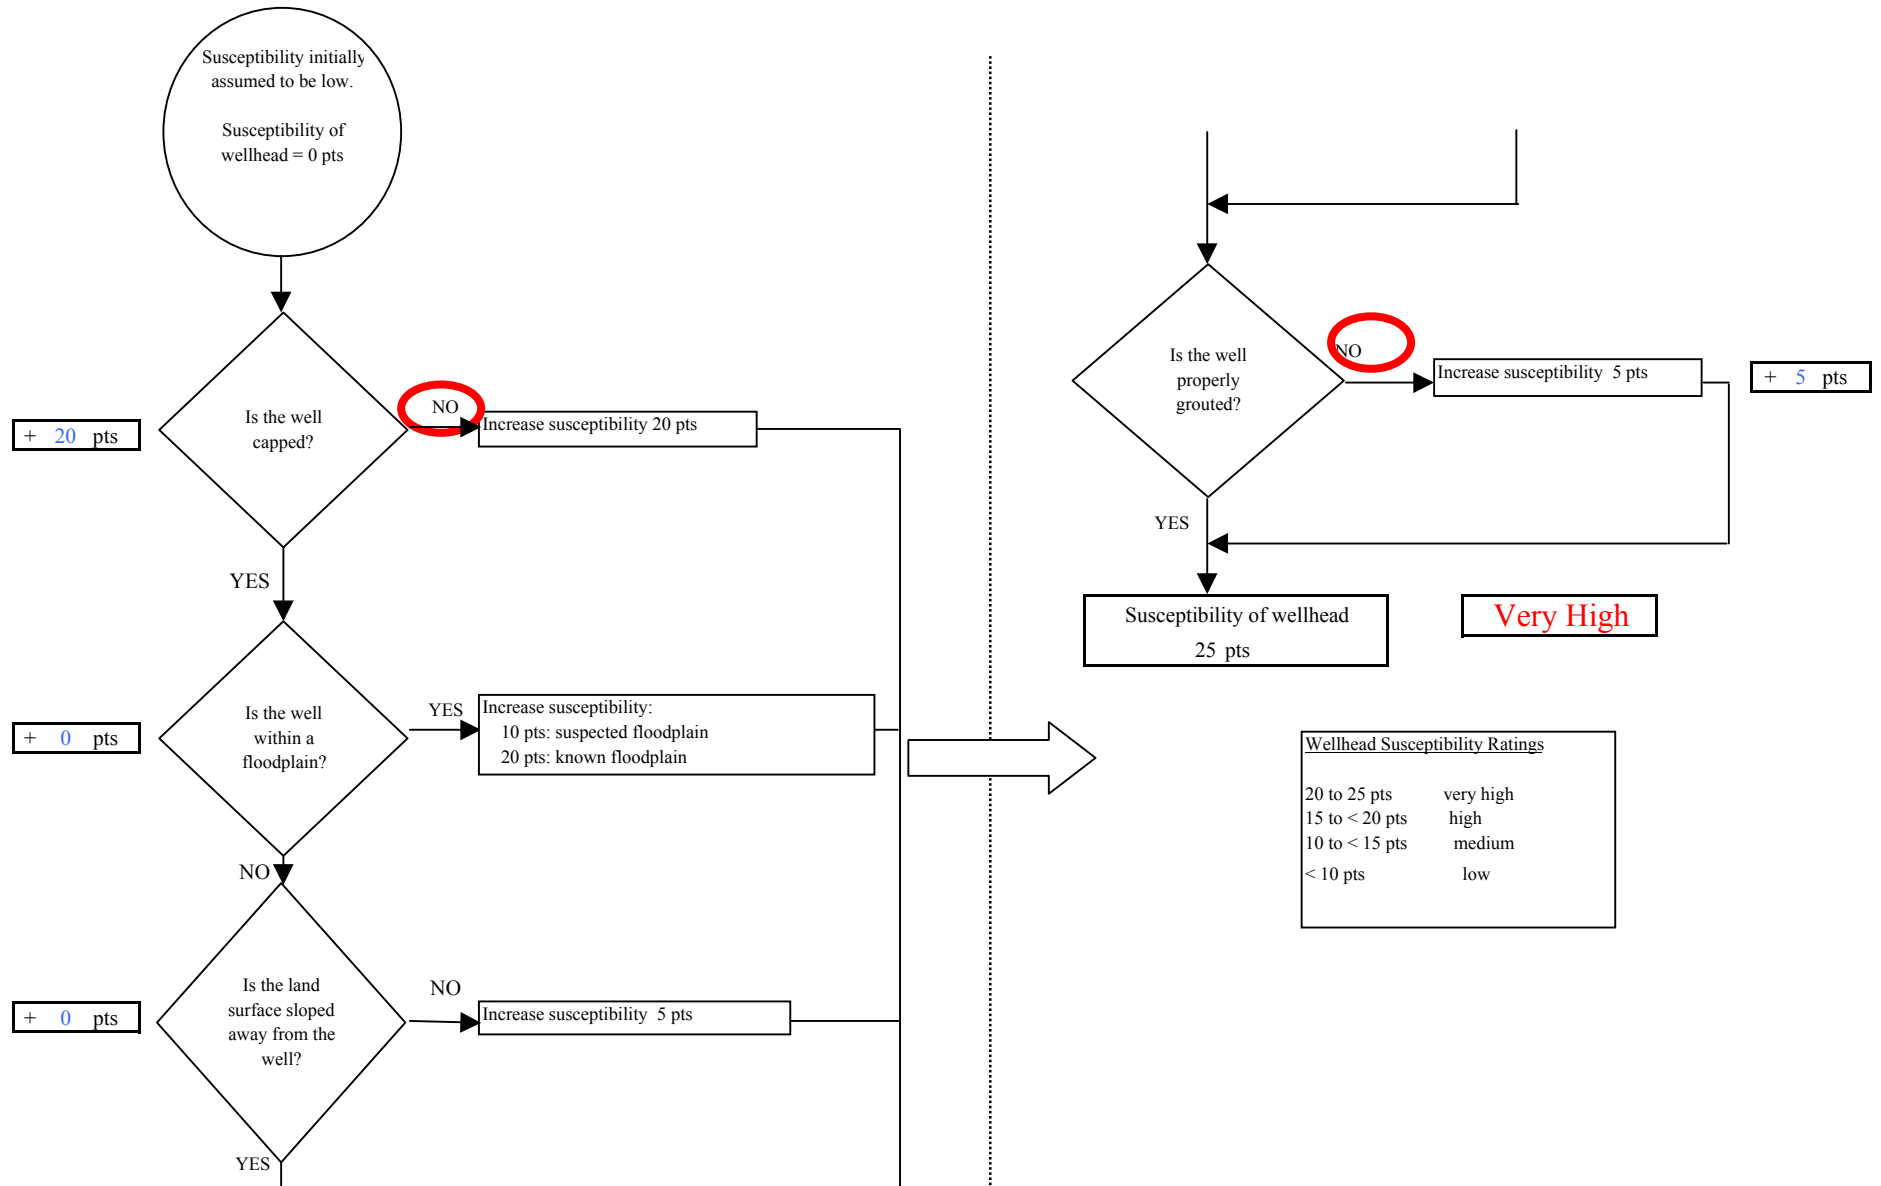 Susceptibility initially
assumed to be low.
Susceptibility of
wellhead = 0 pts
Is the well
capped?
NO
Increase susceptibility 20 pts
+ 20 pts
YES
Is the well
within a
floodplain?
YES
Increase susceptibility:
10 pts: suspected floodplain
20 pts: known floodplain
+ 0 pts
NO
Is the land
surface sloped
away from the
well?
NO
Increase susceptibility 5 pts
+ 0 pts
YES
Is the well
properly
grouted?
NO
Increase susceptibility 5 pts
+ 5 pts
YES
Susceptibility of wellhead
25 pts
Very High
Wellhead Susceptibility Ratings
20 to 25 pts very high
15 to < 20 pts high
10 to < 15 pts medium
< 10 pts low